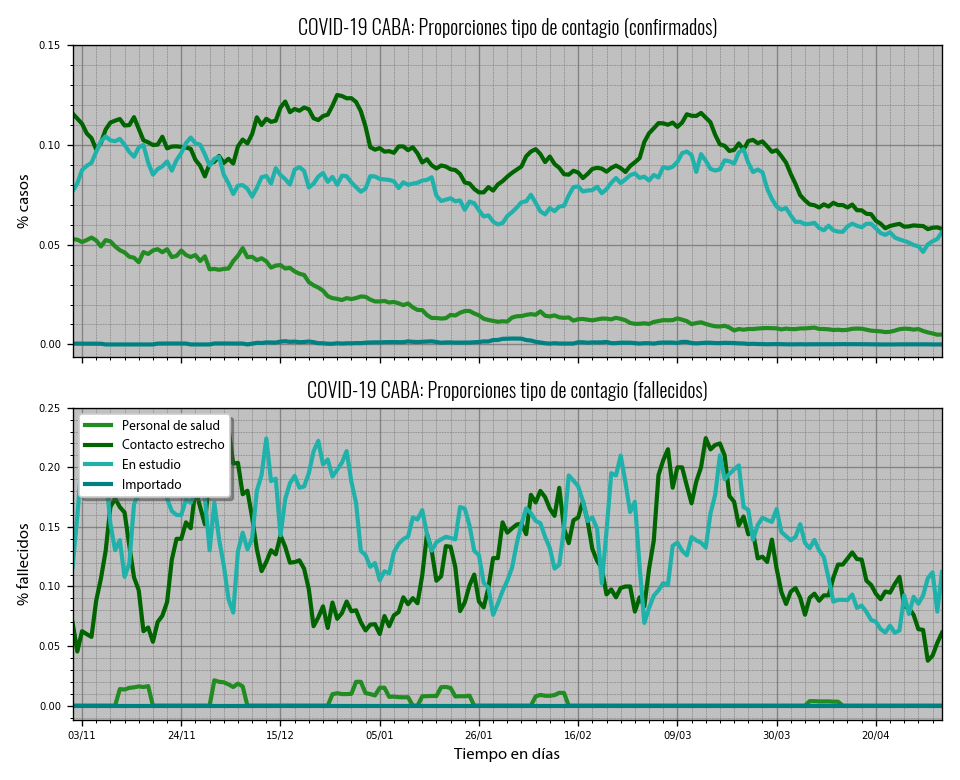 COVID-19 CABA: Proporciones tipo de contagio (confirmados)
0.15
0.10
0.05
0.00
% casos
COVID-19 CABA: Proporciones tipo de contagio (fallecidos)
0.25
0.20
0.15
0.10
0.05
0.00
% fallecidos
Personal de salud
Contacto estrecho
En estudio
Importado
03/11 24/11 15/12 05/01 26/01 16/02 09/03 30/03 20/04
Tiempo en días